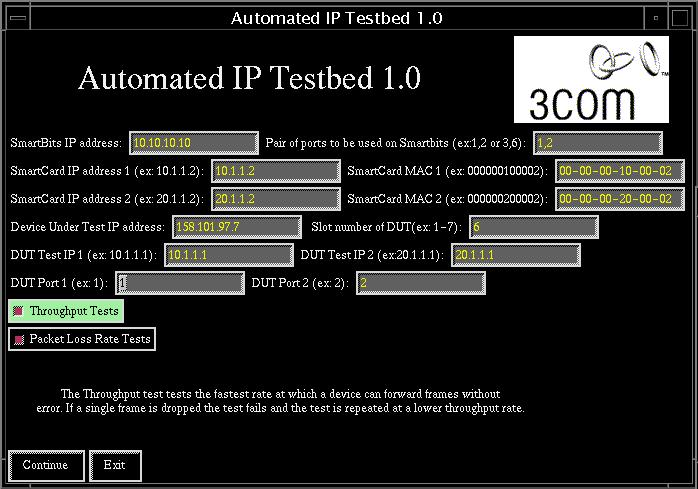 Automated IP Testbed 1.0
Automated IP Testbed 1.0
3COM
TM
SmartBits IP address: 10.10.10.10 Pair of ports to be used on Smartbits (ex:1,2 or 3,6): 1,2
SmartCard IP address 1 (ex: 10.1.1.2): 10.1.1.2 SmartCard MAC 1 (ex: 000000100002): 00-00-00-10-00-02
SmartCard IP address 2 (ex: 20.1.1.2): 20.1.1.2 SmartCard MAC 2 (ex: 000000200002): 00-00-00-20-00-02
Device Under Test IP address: 158.101.97.7 Slot number of DUT(ex: 1-7): 6
DUT Test IP 1 (ex: 10.1.1.1): 10.1.1.1 DUT Test IP 2 (ex:20.1.1.1): 20.1.1.1
DUT Port 1 (ex: 1): 1 DUT Port 2 (ex: 2): 2
Throughput Tests
Packet Loss Rate Tests
The Throughput test tests the fastest rate at which a device can forward frames without
error. If a single frame is dropped the test fails and the test is repeated at a lower throughput rate.
Continue Exit